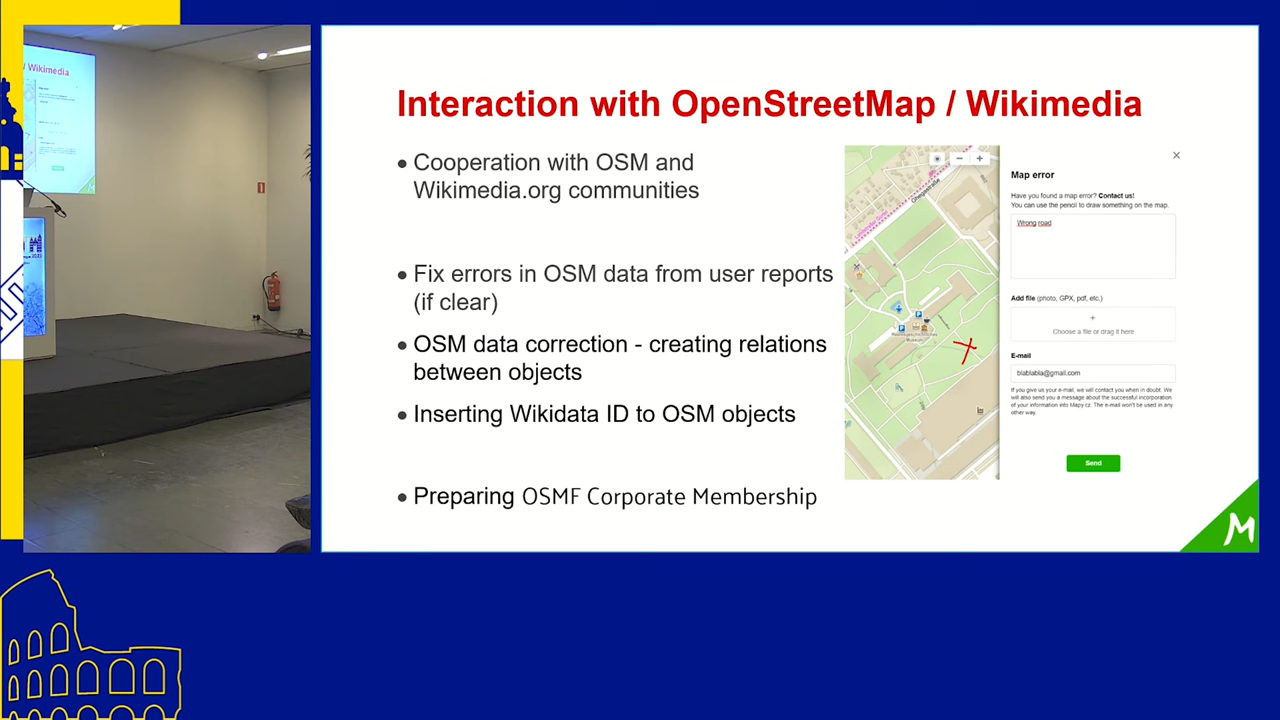 Interaction with OpenStreetMap / Wikimedia
• Cooperation with OSM and
Wikimedia.org communities
• Fix errors in OSM data from user reports
(if clear)
• OSM data correction - creating relations
between objects
• Inserting Wikidata ID to OSM objects
• Preparing OSMF Corporate Membership
Ghegastraße
Map error
Have you found a map error? Contact us!
You can use the pencil to draw something on the map.
Wrong road
Add file (photo, GPX, pdf, etc.)
+
Choose a file or drag it here
E-mail
blablabla@gmail.com
If you give us your e-mail, we will contact you when in doubt. We
will also send you a message about the successful incorporation
of your information into Mapy.cz. The e-mail won't be used in any
other way.
Send
M
/ Wikimedia